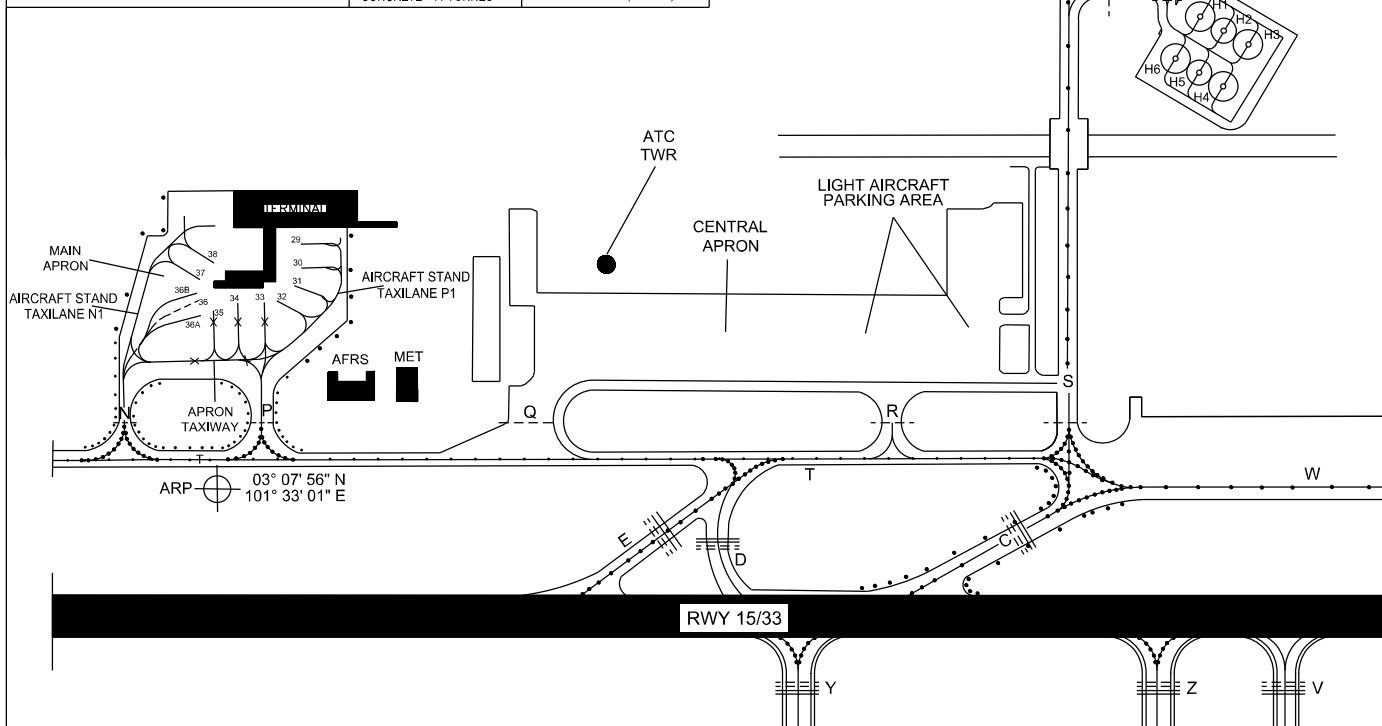 H1
H2
H3
H6
H5
H4
ATC
TWR
LIGHT AIRCRAFT
PARKING AREA
TERMINAL
CENTRAL
APRON
MAIN
APRON
29
38
30
37
31
AIRCRAFT STAND
TAXILANE P1
36B
AIRCRAFT STAND
TAXILANE N1
36
34
33
32
35
36A
AFRS
MET
S
N
APRON
TAXIWAY
P
Q
R
T
T
W
ARP
03° 07' 56" N
101° 33' 01" E
E
D
C
RWY 15/33
Y
Z
V